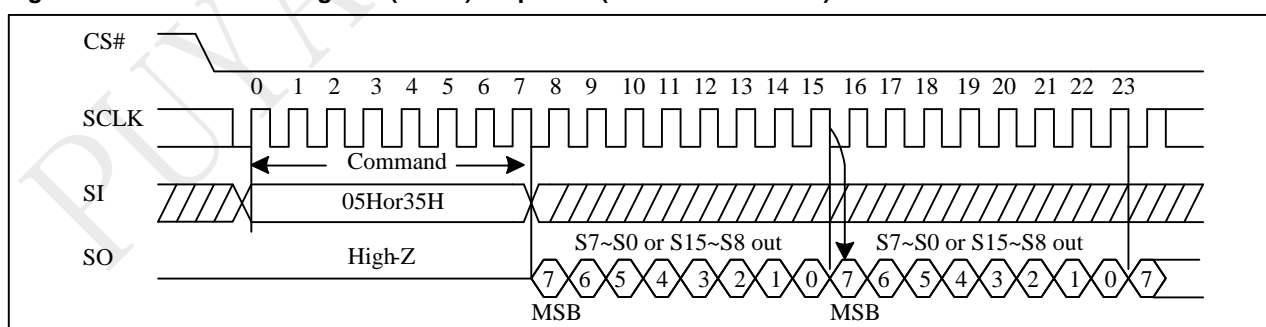 CS#
0 1 2 3 4 5 6 7 8 9 10 11 12 13 14 15 16 17 18 19 20 21 22 23
SCLK
Command
SI
05Hor35H
S7~S0 or S15~S8 out S7~S0 or S15~S8 out
SO
High-Z
7 6 5 4 3 2 1 0 7 6 5 4 3 2 1 0 7
MSB MSB
PUYA